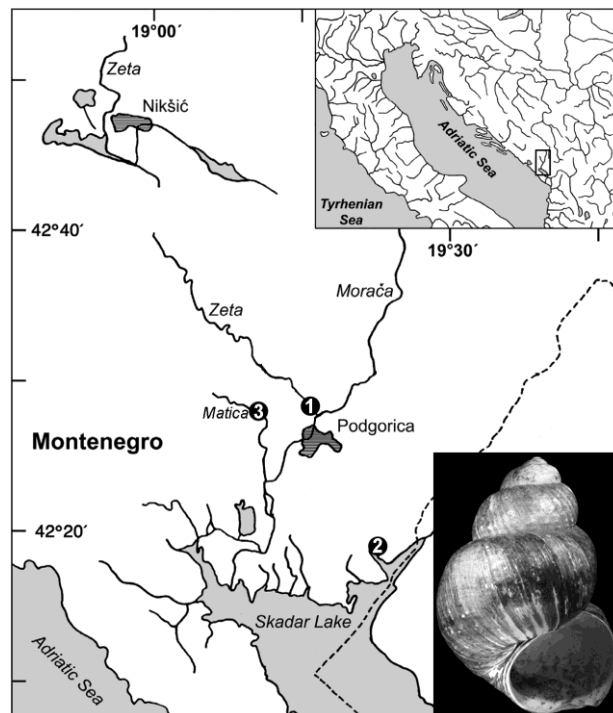 19°00´
Zeta
Nikšić
Adriatic Sea
Tyrhenian
Sea
42°40´
19°30´
Morača
Zeta
1
Matica
3
Podgorica
Montenegro
42°20´
2
Skadar Lake
Adriatic Sea